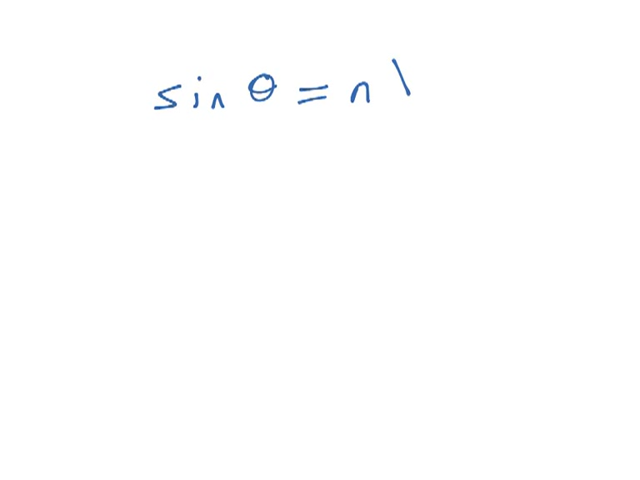 sin θ = n \